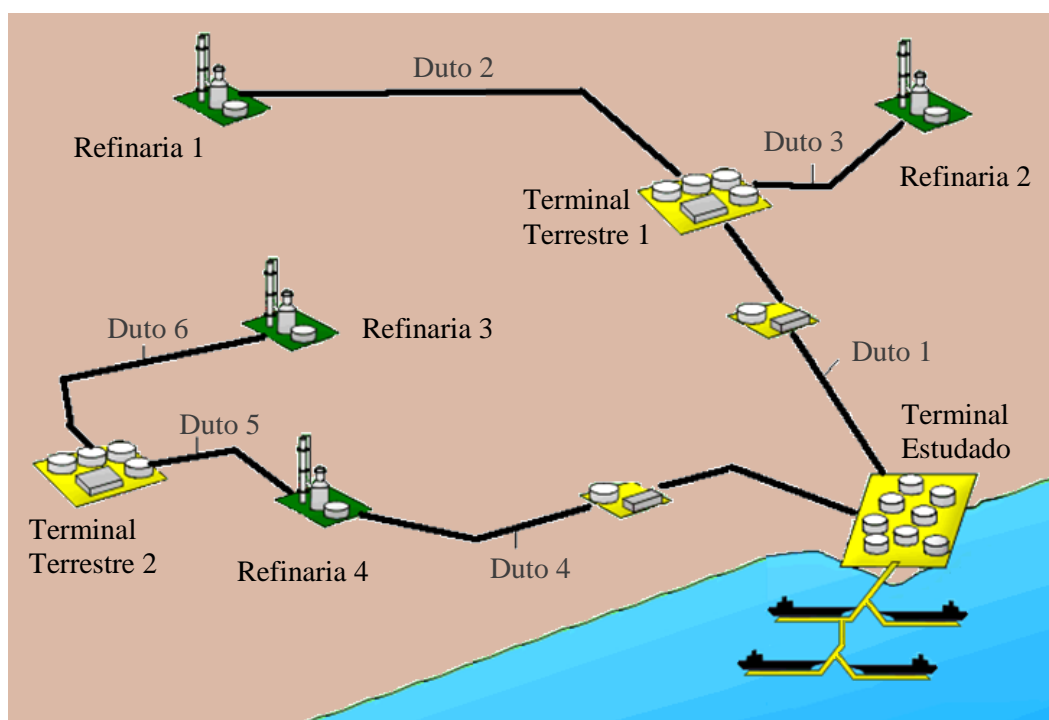 Duto 2
Refinaria 1
Duto 3
Refinaria 2
Terminal
Terrestre 1
Duto 6
Refinaria 3
Duto 1
Duto 5
Terminal
Estudado
Terminal
Terrestre 2
Refinaria 4
Duto 4